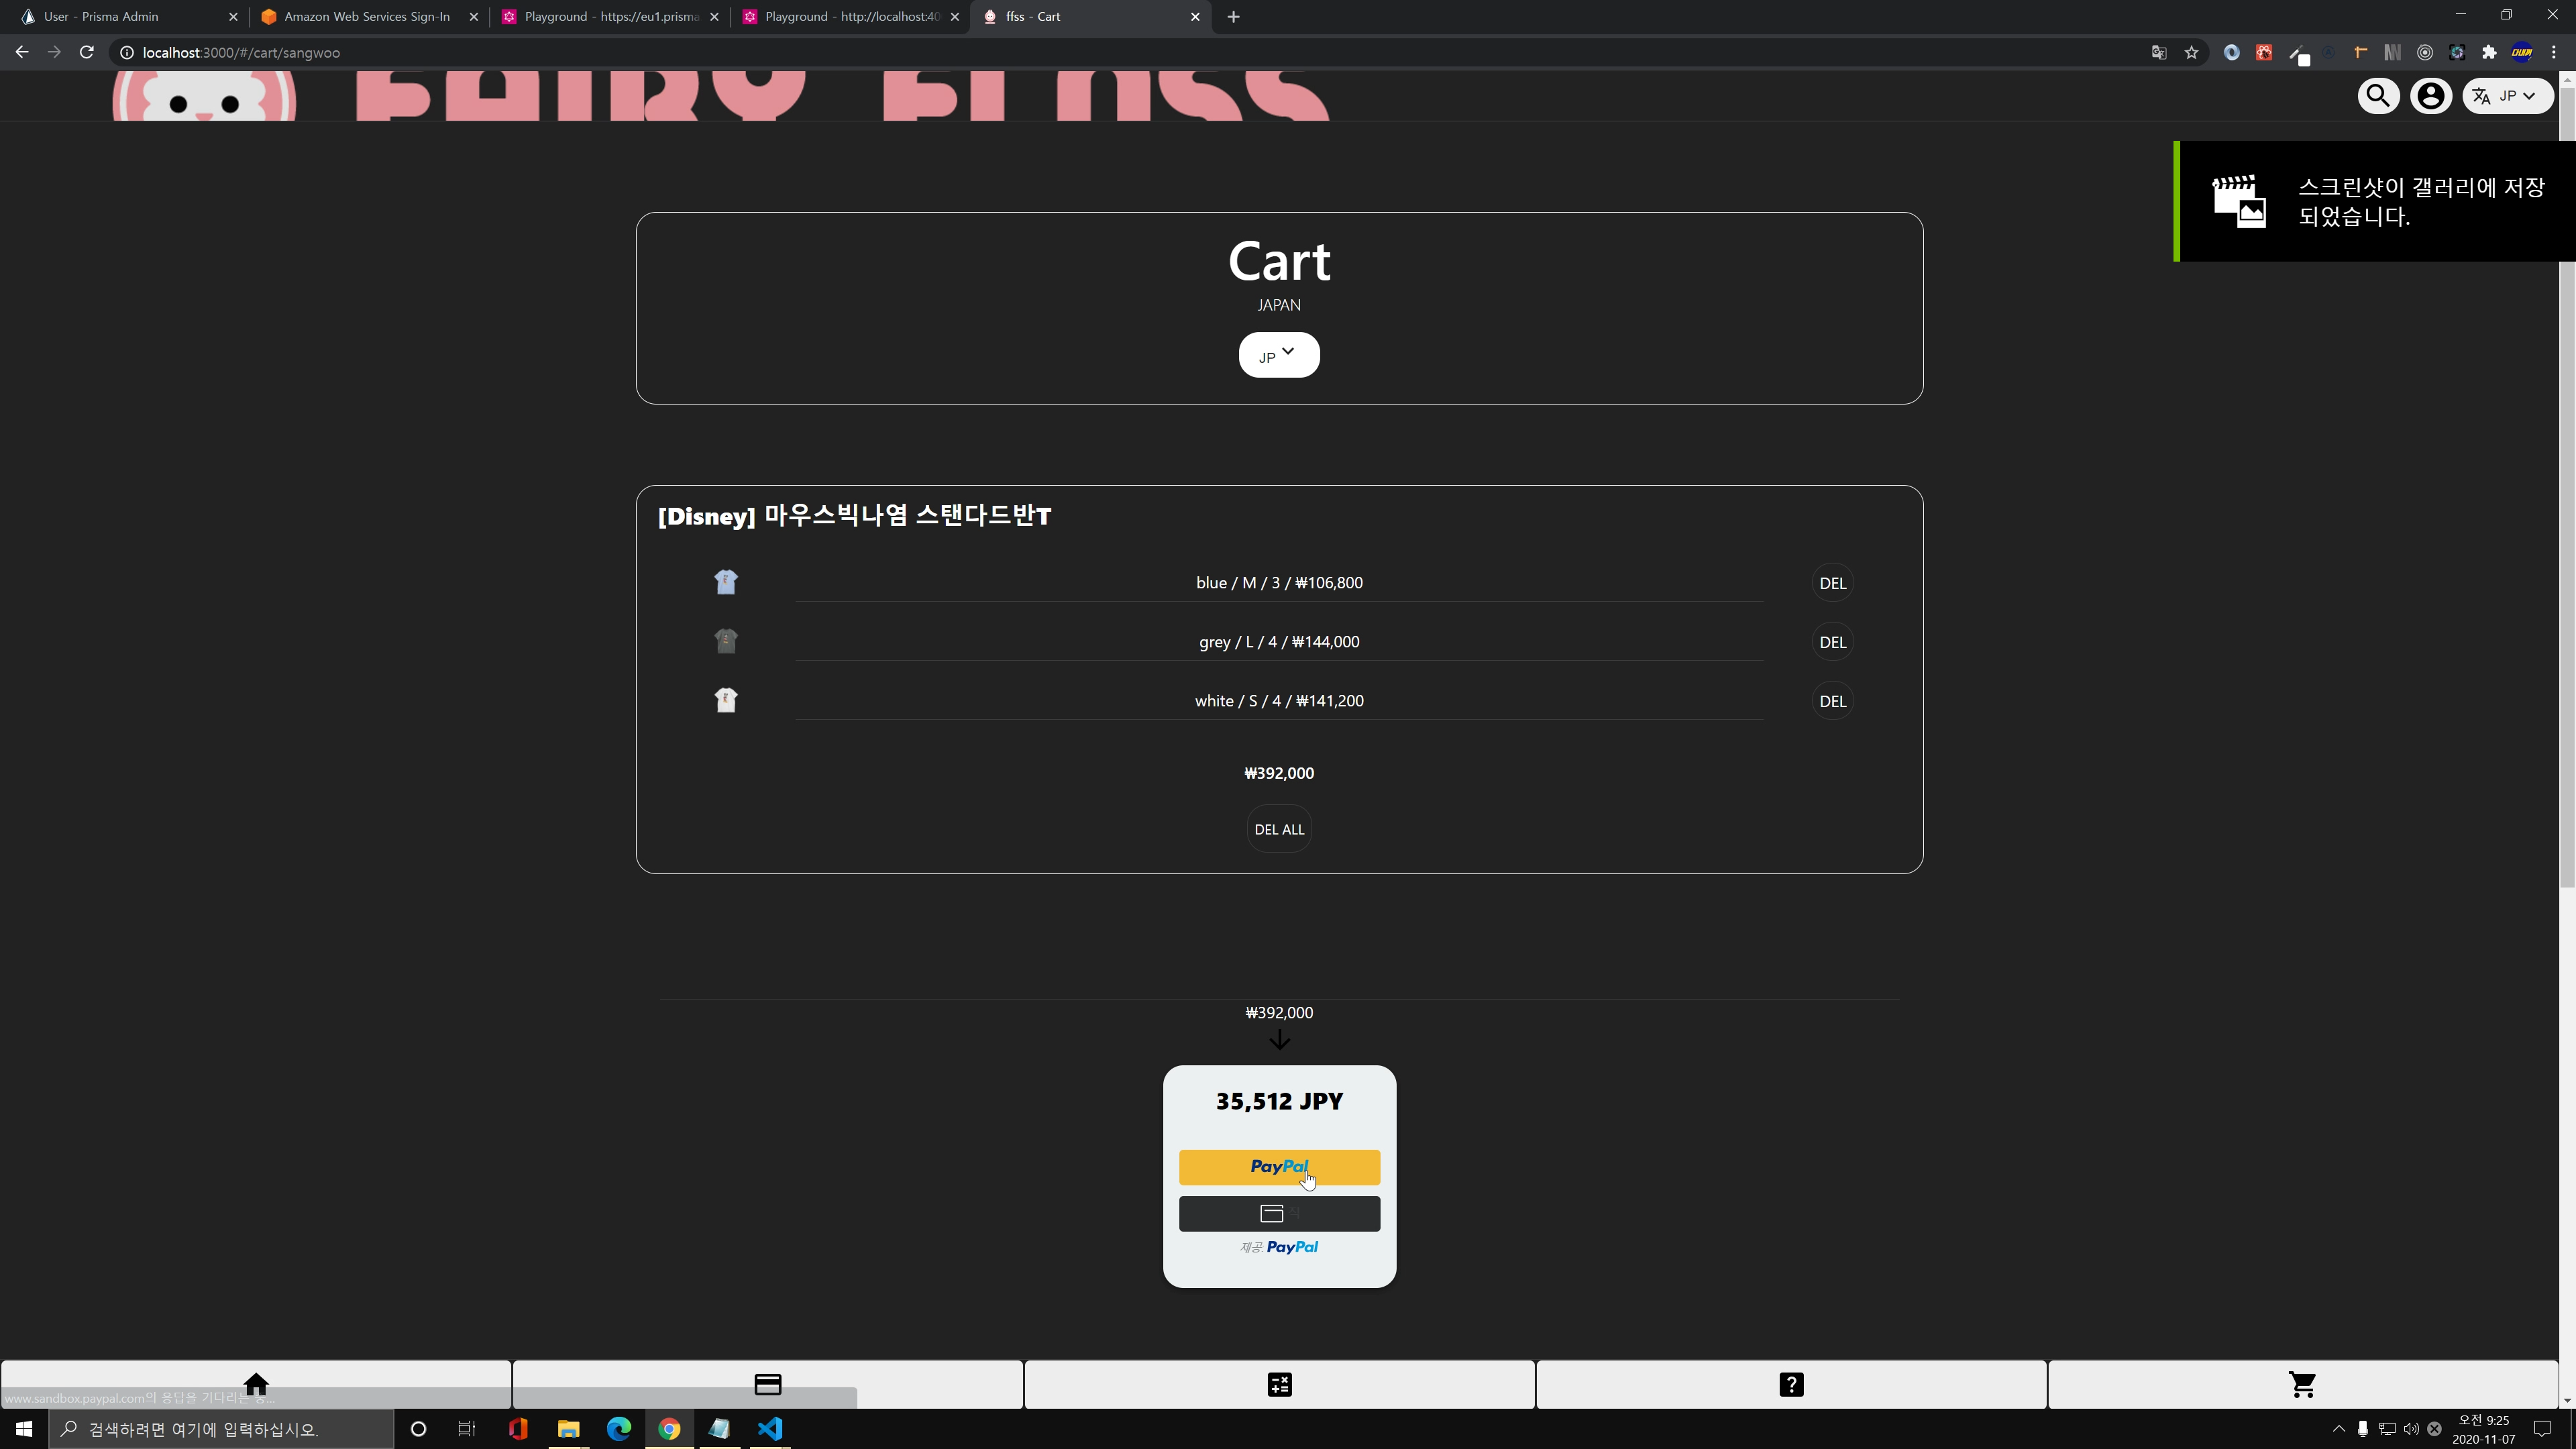 User - Prisma Admin
Amazon Web Services Sign-In
Playground - https://eu1.prisma
Playground - http://localhost:40
ffss - Cart
localhost:3000/#/cart/sangwoo
FAIRY FLOSS
JP
스크린샷이 갤러리에 저장
되었습니다.
Cart
JAPAN
JP
[Disney] 마우스빅나염 스탠다드반T
blue / M / 3 / ₩106,800
DEL
grey / L / 4 / ₩144,000
DEL
white / S / 4 / ₩141,200
DEL
₩392,000
DEL ALL
₩392,000
35,512 JPY
PayPal
제공: PayPal
www.sandbox.paypal.com의 응답을 기다리는 중...
검색하려면 여기에 입력하십시오.
오전 9:25
2020-11-07